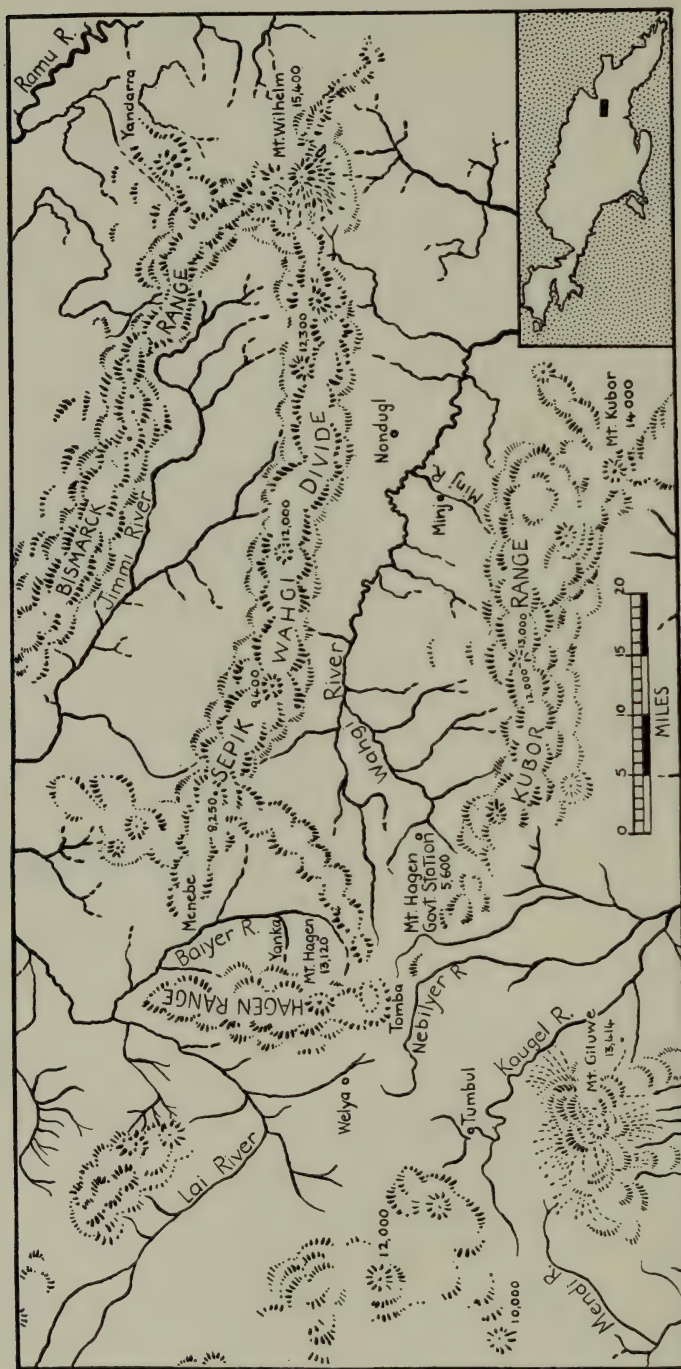 Ramu R.
Yandarra
Mt. Wilhelm
15,400
BISMARCK RANGE
Jimmi River
12,300
SEPIK WAHGI DIVIDE
12,000
9,400
8,250
Menebe
Nondugl
Minj
Minj R.
Wahgi River
Baiyer R.
Yanka
HAGEN RANGE
Mt. Hagen
13,120
Mt. Hagen
Govt. Station
5,600
KUBOR RANGE
12,000
13,000
Mt. Kubor
14,000
Lai River
Welya
Tomba
Nebilyer R
Tumbul
Kaugel R.
Mt. Giluwe
13,414
12,000
10,000
Mendi R.
0 5 10 15 20
MILES